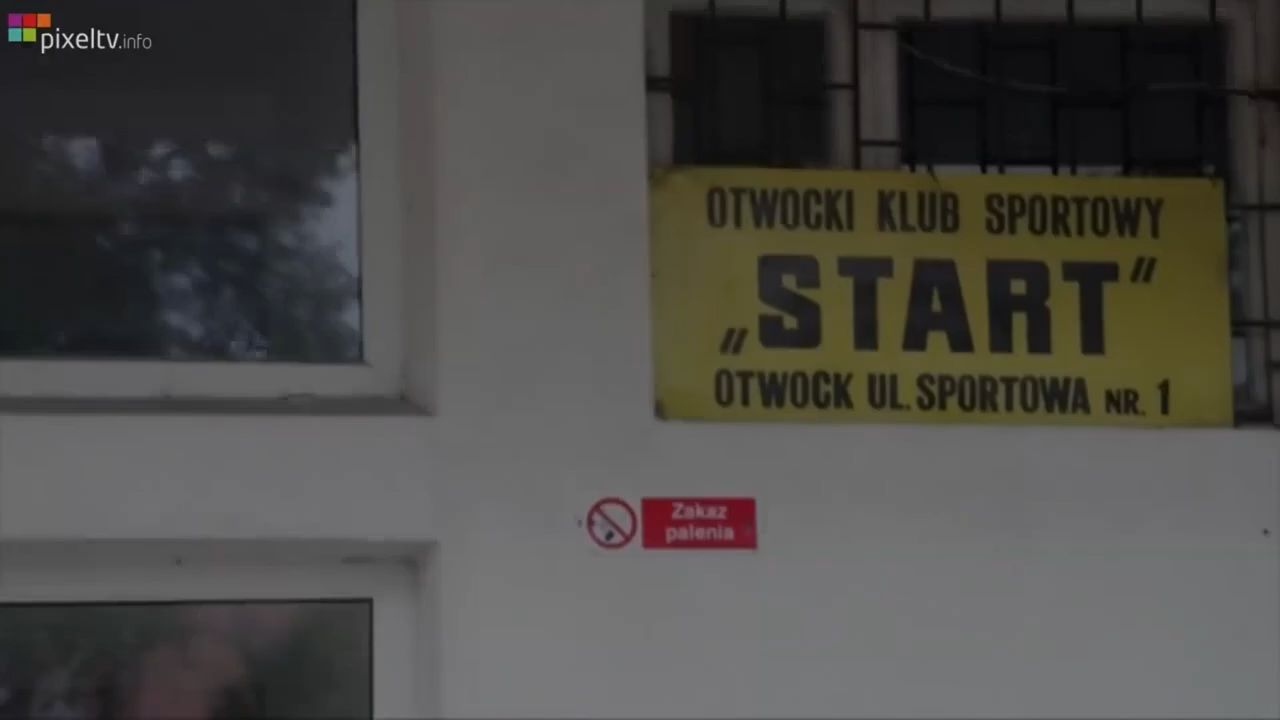 pixeltv.info
OTWOCKI KLUB SPORTOWY
„START”
OTWOCK UL. SPORTOWA NR. 1
Zakaz
palenia